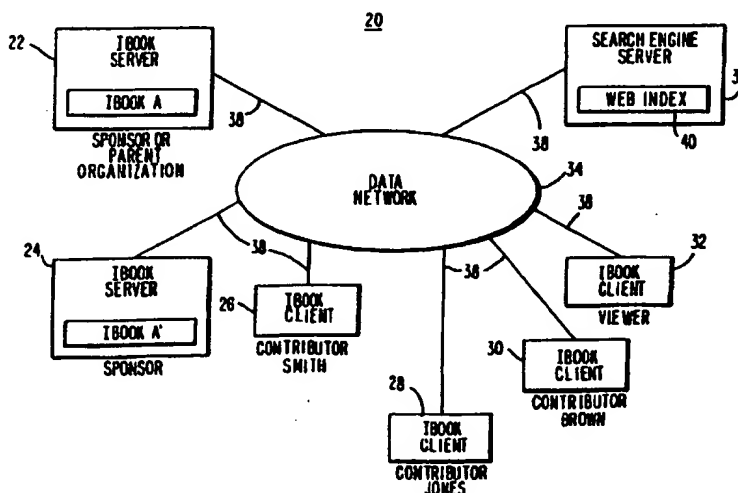 20
22
IBOOK
SERVER
IBOOK A
SPONSOR OR
PARENT
ORGANIZATION
38
SEARCH ENGINE
SERVER
WEB INDEX
3
40
38
DATA
NETWORK
34
38
24
IBOOK
SERVER
IBOOK A'
SPONSOR
38
26
IBOOK
CLIENT
CONTRIBUTOR
SMITH
38
28
IBOOK
CLIENT
CONTRIBUTOR
JONES
30
IBOOK
CLIENT
CONTRIBUTOR
BROWN
32
IBOOK
CLIENT
VIEWER